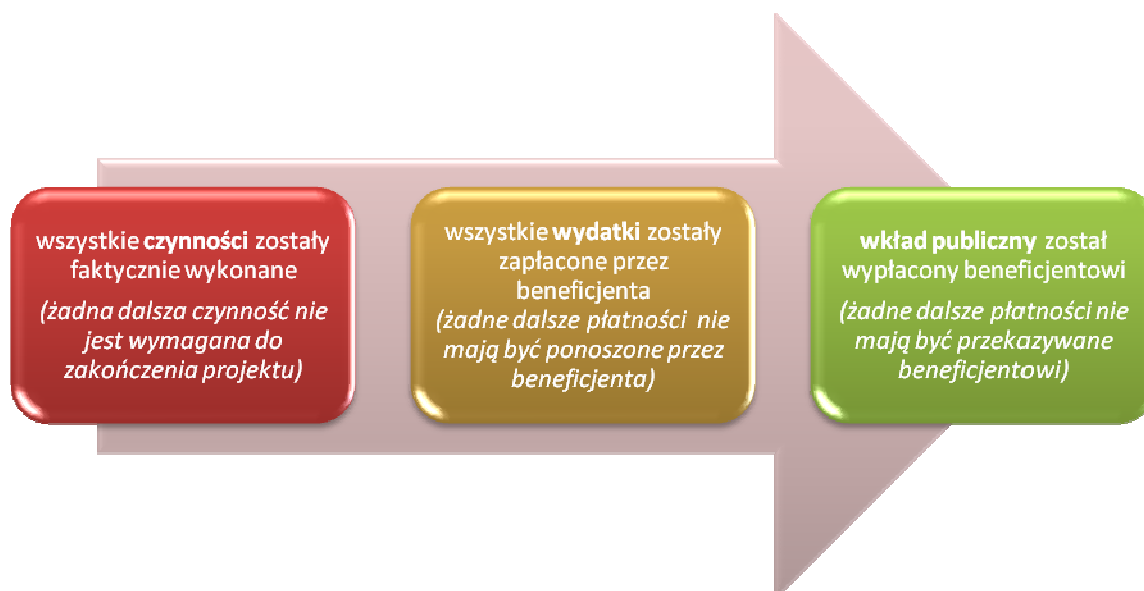 wszystkie czynności zostały
faktycznie wykonane
(żadna dalsza czynność nie
jest wymagana do
zakończenia projektu)
wszystkie wydatki zostały
zapłacone przez
beneficjenta
(żadne dalsze płatności nie
mają być ponoszone przez
beneficjenta)
wkład publiczny został
wypłacony beneficjentowi
(żadne dalsze płatności nie
mają być przekazywane
beneficjentowi)